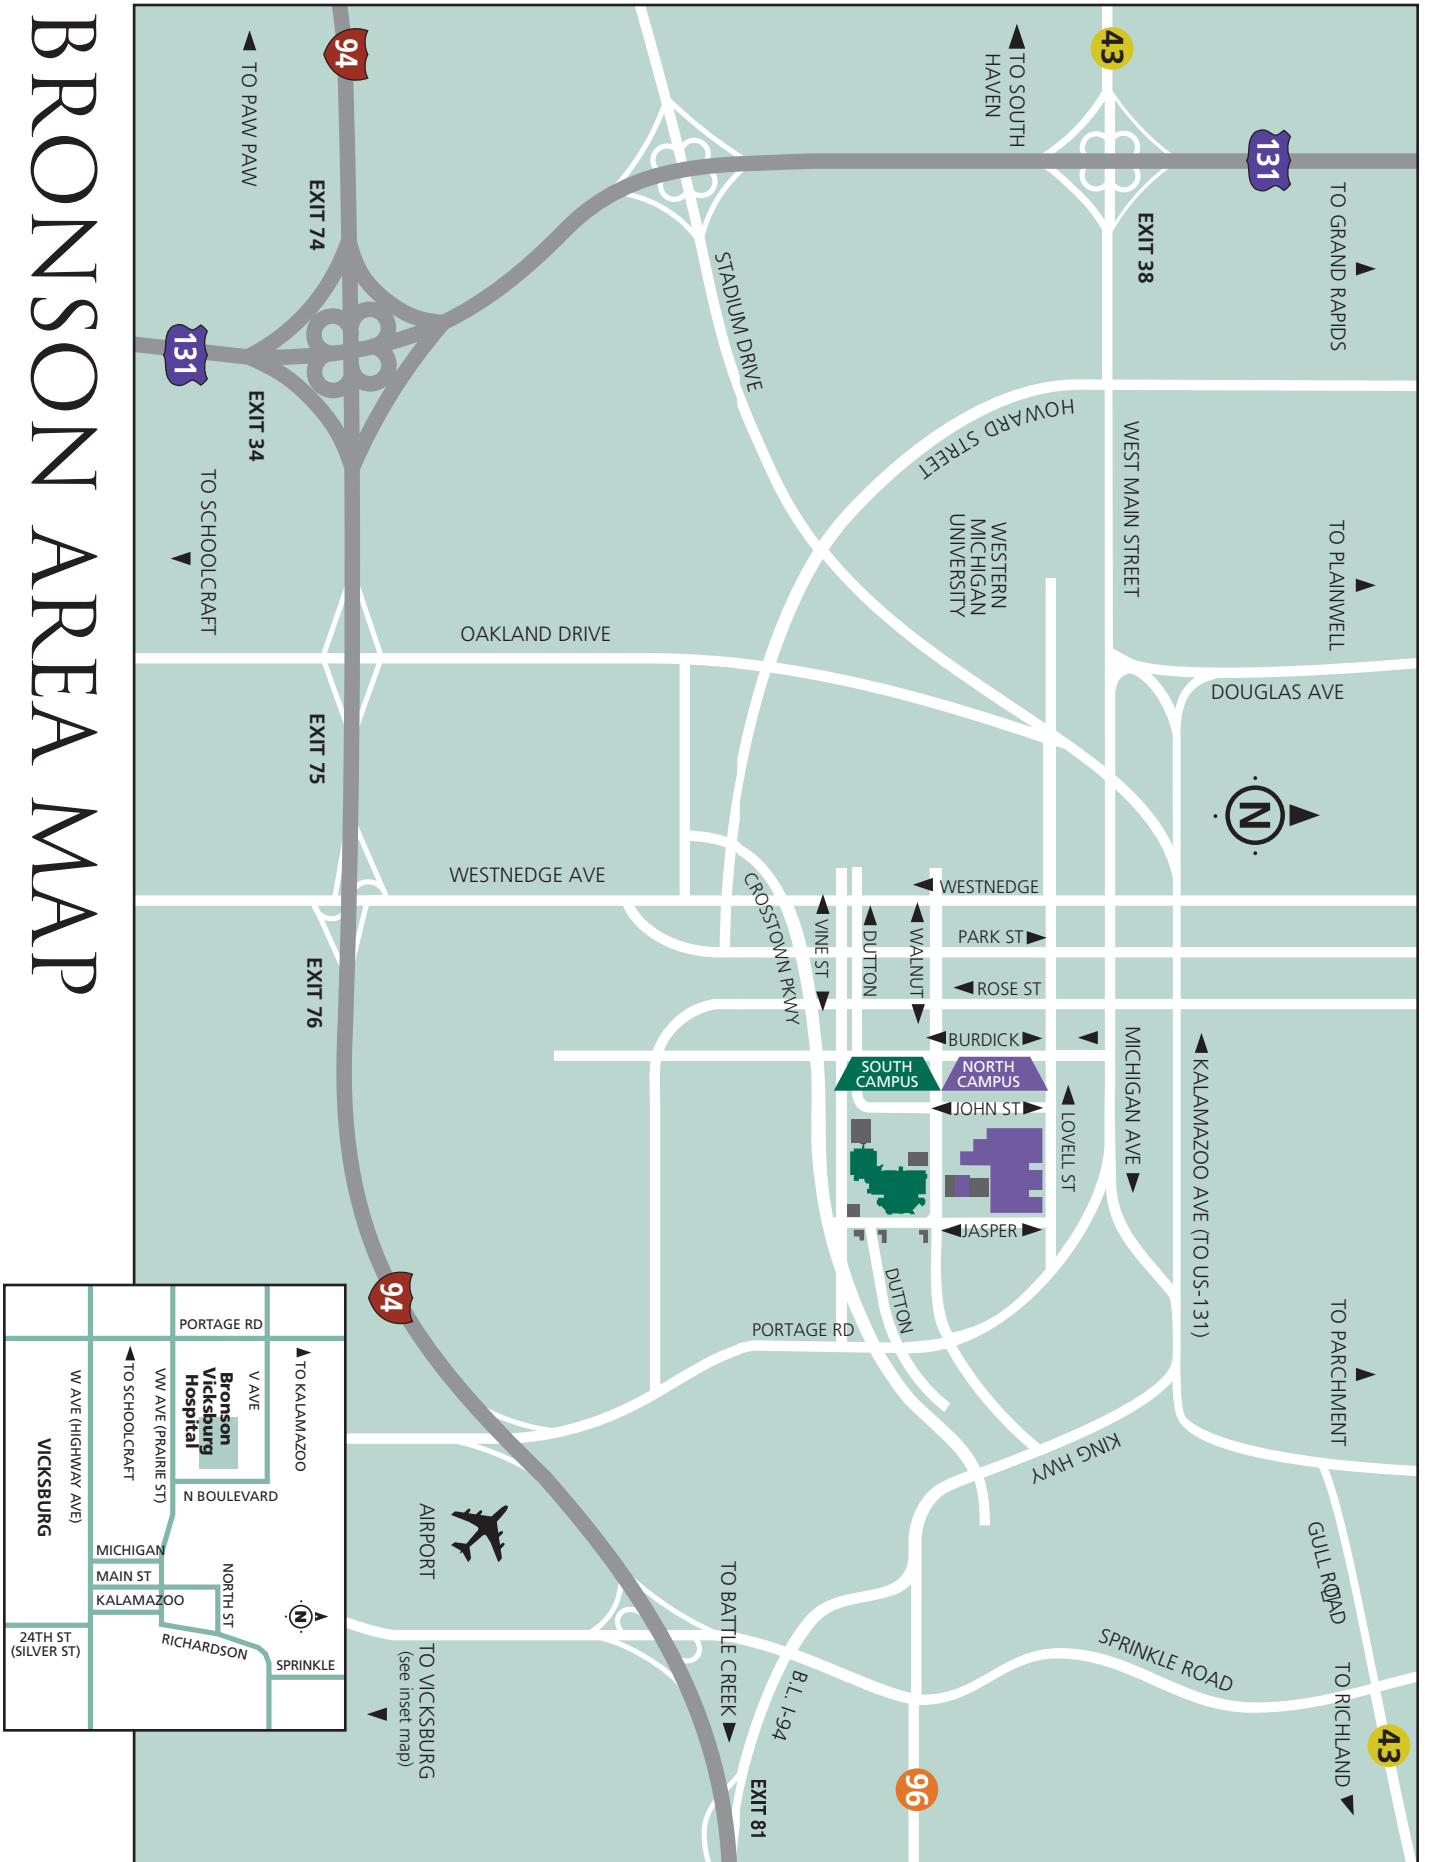 BRONSON AREA MAP
TO GRAND RAPIDS
TO PLAINWELL
TO PARCHMENT
TO RICHLAND
131
43
43
N
DOUGLAS AVE
GULL ROAD
EXIT 38
TO SOUTH
HAVEN
WEST MAIN STREET
KALAMAZOO AVE (TO US-131)
MICHIGAN AVE
SPRINKLE ROAD
HOWARD STREET
WESTERN
MICHIGAN
UNIVERSITY
LOVELL ST
KING HWY
WESTNEDGE
PARK ST
ROSE ST
BURDICK
NORTH
CAMPUS
JOHN ST
JASPER
WALNUT
SOUTH
CAMPUS
DUTTON
DUTTON
VINE ST
96
CROSSTOWN PKWY
PORTAGE RD
B.L. I-94
STADIUM DRIVE
TO BATTLE CREEK
EXIT 81
OAKLAND DRIVE
WESTNEDGE AVE
AIRPORT
94
94
TO VICKSBURG
(see inset map)
EXIT 74
EXIT 75
EXIT 76
TO PAW PAW
EXIT 34
131
TO SCHOOLCRAFT
TO KALAMAZOO
N
SPRINKLE
PORTAGE RD
V AVE
N BOULEVARD
Bronson
Vicksburg
Hospital
NORTH ST
RICHARDSON
VW AVE (PRAIRIE ST)
TO SCHOOLCRAFT
MICHIGAN
MAIN ST
KALAMAZOO
W AVE (HIGHWAY AVE)
VICKSBURG
24TH ST
(SILVER ST)